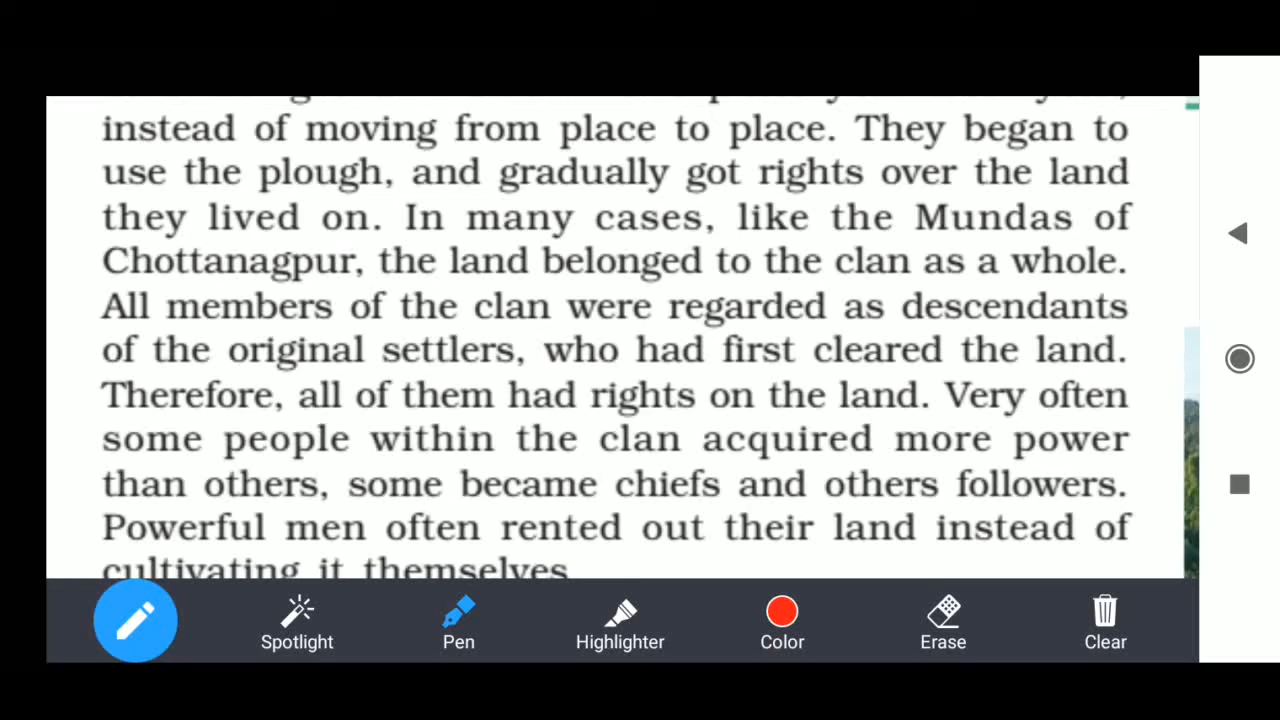 instead of moving from place to place. They began to
use the plough, and gradually got rights over the land
they lived on. In many cases, like the Mundas of
Chottanagpur, the land belonged to the clan as a whole.
All members of the clan were regarded as descendants
of the original settlers, who had first cleared the land.
Therefore, all of them had rights on the land. Very often
some people within the clan acquired more power
than others, some became chiefs and others followers.
Powerful men often rented out their land instead of
cultivating it themselves
Spotlight Pen Highlighter Color Erase Clear